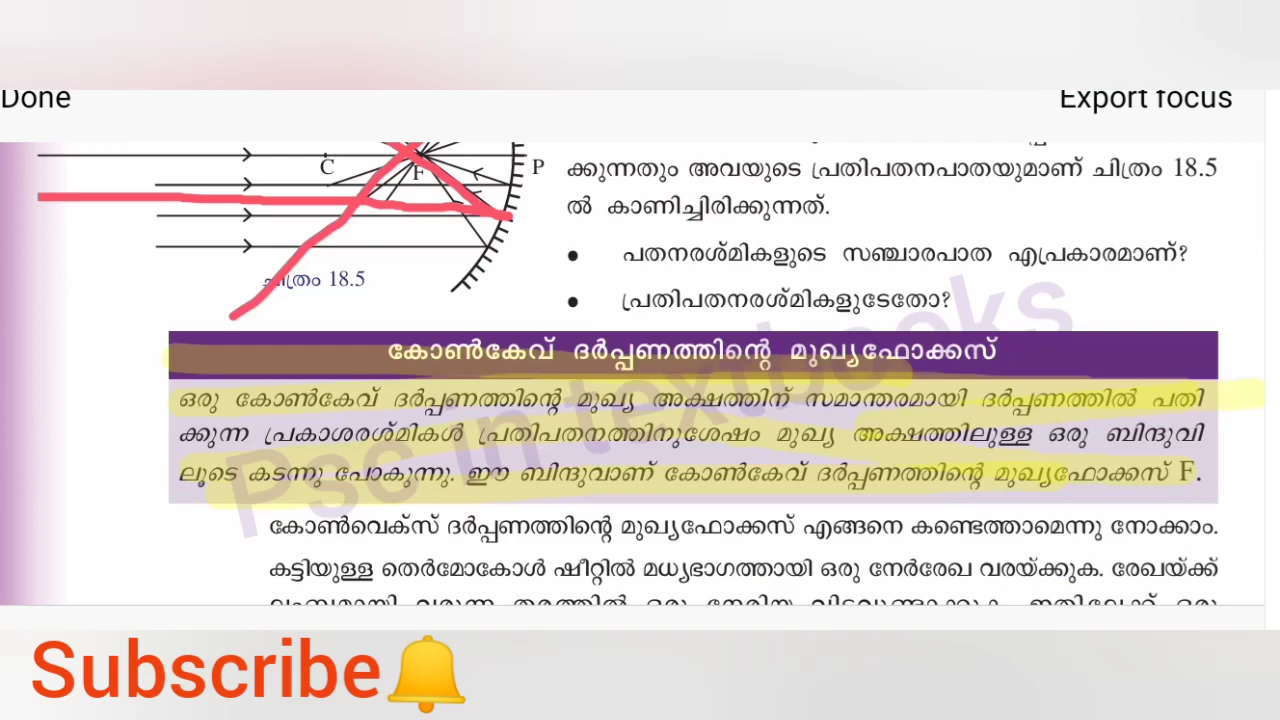 Done
Export focus
C
F
P
ക്കുന്നതും അവയുടെ പ്രതിപതനപാതയുമാണ് ചിത്രം 18.5
ൽ കാണിച്ചിരിക്കുന്നത്.
ചിത്രം 18.5
• പതനരശ്മികളുടെ സഞ്ചാരപാത എപ്രകാരമാണ്?
• പ്രതിപതനരശ്മികളുടേതോ?
കോൺകേവ് ദർപ്പണത്തിന്റെ മുഖ്യഫോക്കസ്
ഒരു കോൺകേവ് ദർപ്പണത്തിന്റെ മുഖ്യ അക്ഷത്തിന് സമാന്തരമായി ദർപ്പണത്തിൽ പതി
ക്കുന്ന പ്രകാശരശ്മികൾ പ്രതിപതനത്തിനുശേഷം മുഖ്യ അക്ഷത്തിലുള്ള ഒരു ബിന്ദുവി
ലൂടെ കടന്നു പോകുന്നു. ഈ ബിന്ദുവാണ് കോൺകേവ് ദർപ്പണത്തിന്റെ മുഖ്യഫോക്കസ് F.
Psc in textbooks
കോൺവെക്സ് ദർപ്പണത്തിന്റെ മുഖ്യഫോക്കസ് എങ്ങനെ കണ്ടെത്താമെന്നു നോക്കാം.
കട്ടിയുള്ള തെർമോകോൾ ഷീറ്റിൽ മധ്യഭാഗത്തായി ഒരു നേർരേഖ വരയ്ക്കുക. രേഖയ്ക്ക്
Subscribe